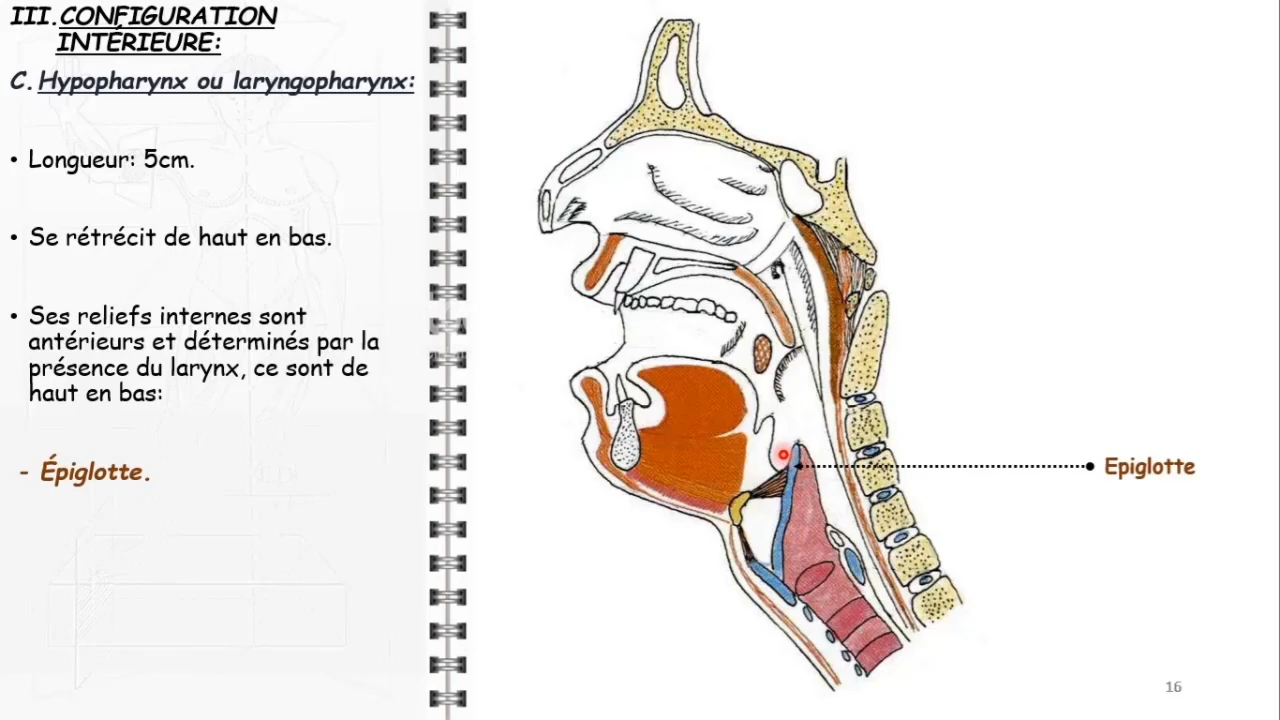 III. CONFIGURATION
INTÉRIEURE:
C. Hypopharynx ou laryngopharynx:
• Longueur: 5cm.
• Se rétrécit de haut en bas.
• Ses reliefs internes sont
antérieurs et déterminés par la
présence du larynx, ce sont de
haut en bas:
- Épiglotte.
Epiglotte
16